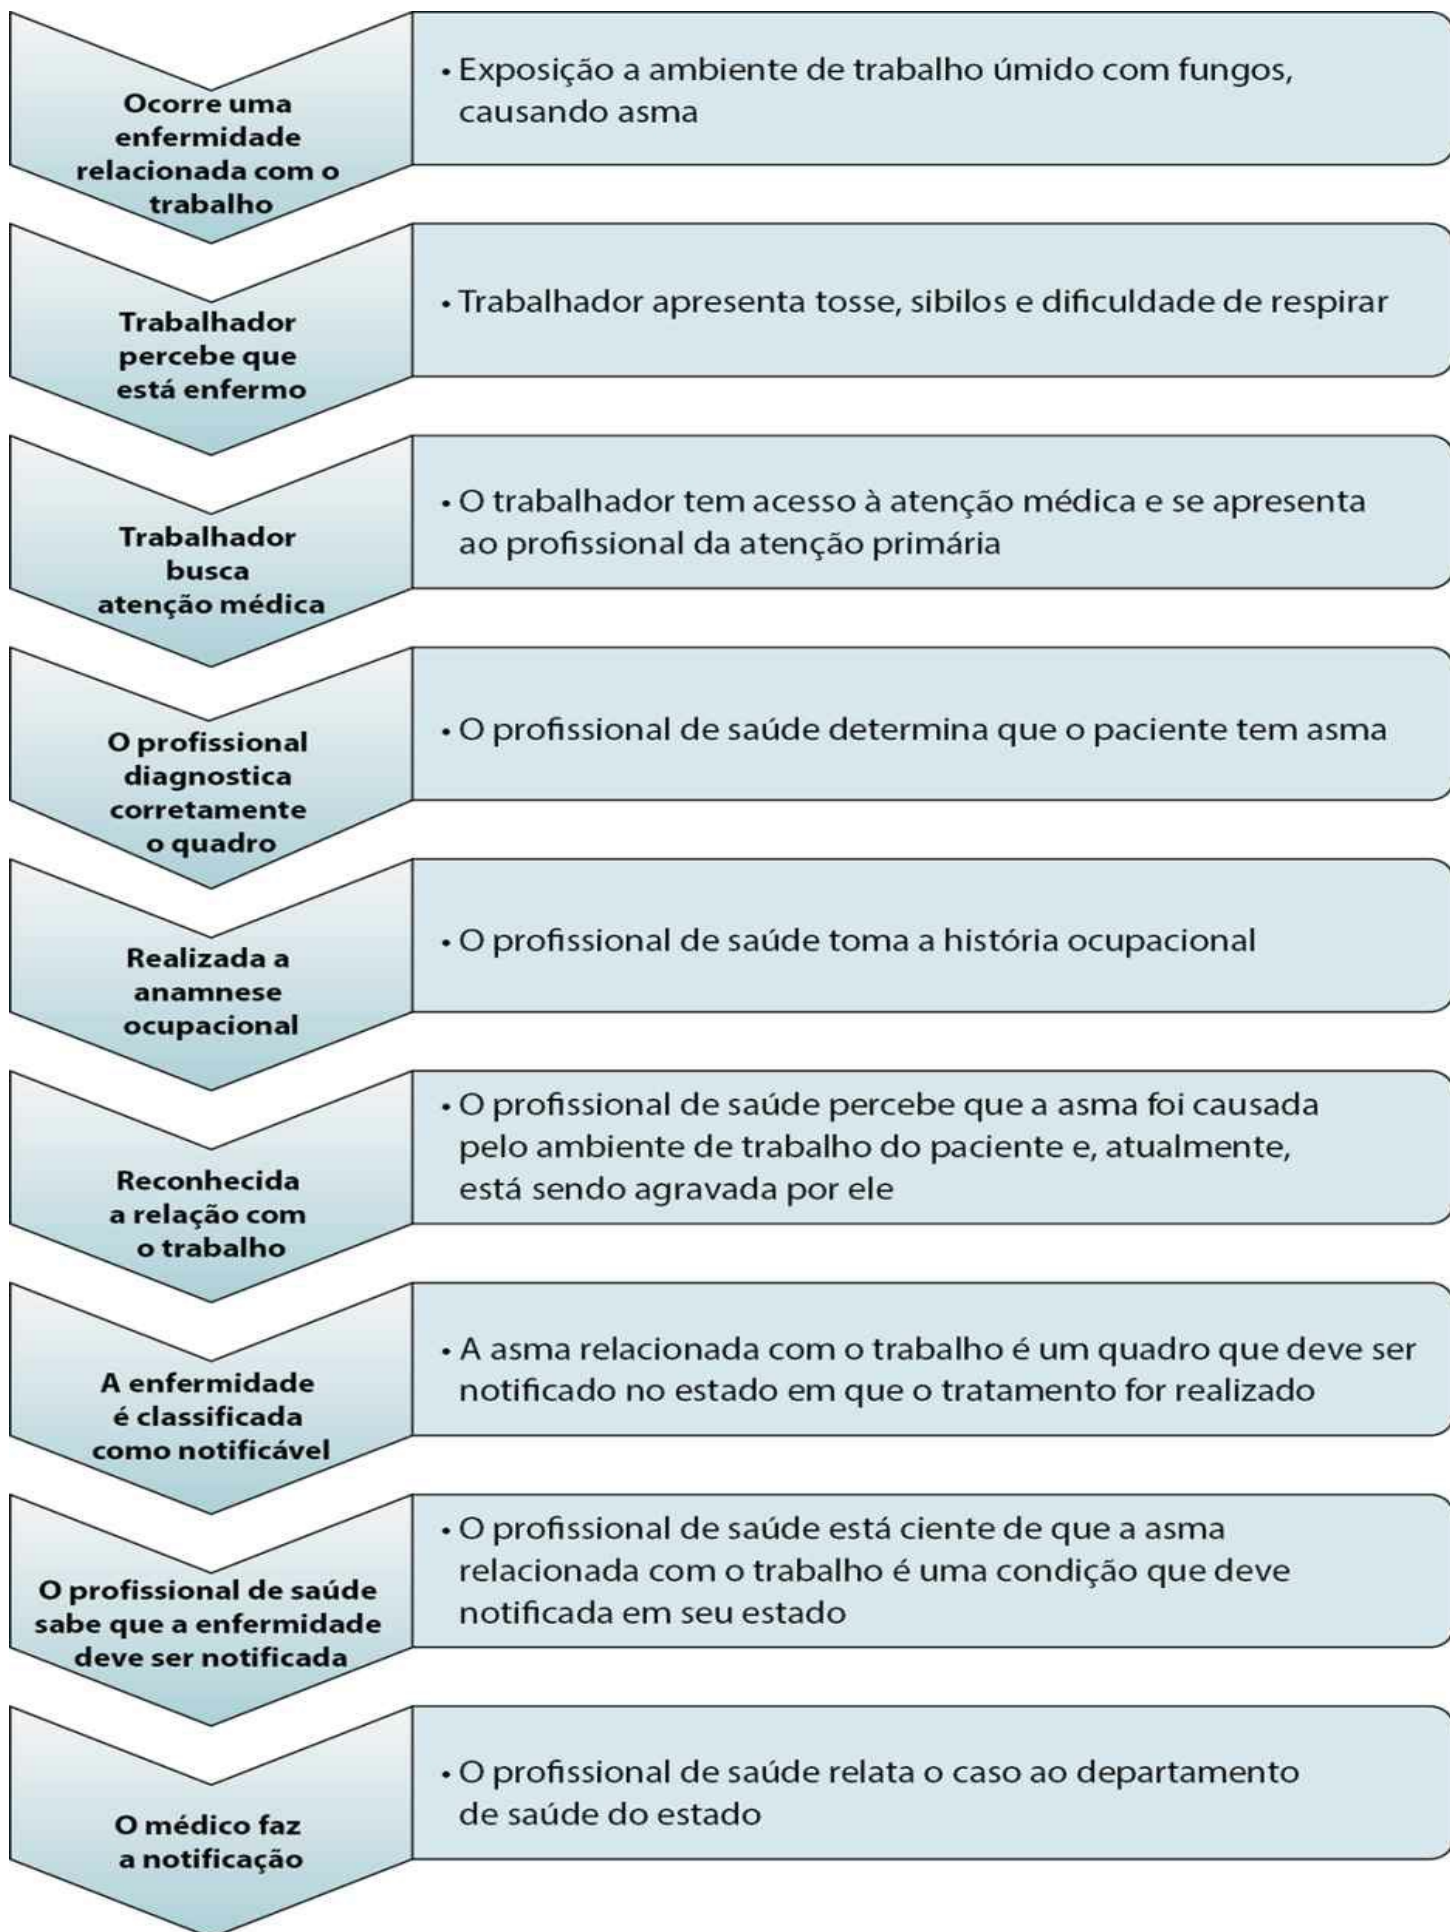 Ocorre uma
enfermidade
relacionada com o
trabalho
• Exposição a ambiente de trabalho úmido com fungos,
causando asma
Trabalhador
percebe que
está enfermo
• Trabalhador apresenta tosse, sibilos e dificuldade de respirar
Trabalhador
busca
atenção médica
• O trabalhador tem acesso à atenção médica e se apresenta
ao profissional da atenção primária
O profissional
diagnostica
corretamente
o quadro
• O profissional de saúde determina que o paciente tem asma
Realizada a
anamnese
ocupacional
• O profissional de saúde toma a história ocupacional
Reconhecida
a relação com
o trabalho
• O profissional de saúde percebe que a asma foi causada
pelo ambiente de trabalho do paciente e, atualmente,
está sendo agravada por ele
A enfermidade
é classificada
como notificável
• A asma relacionada com o trabalho é um quadro que deve ser
notificado no estado em que o tratamento for realizado
O profissional de saúde
sabe que a enfermidade
deve ser notificada
• O profissional de saúde está ciente de que a asma
relacionada com o trabalho é uma condição que deve
notificada em seu estado
O médico faz
a notificação
• O profissional de saúde relata o caso ao departamento
de saúde do estado